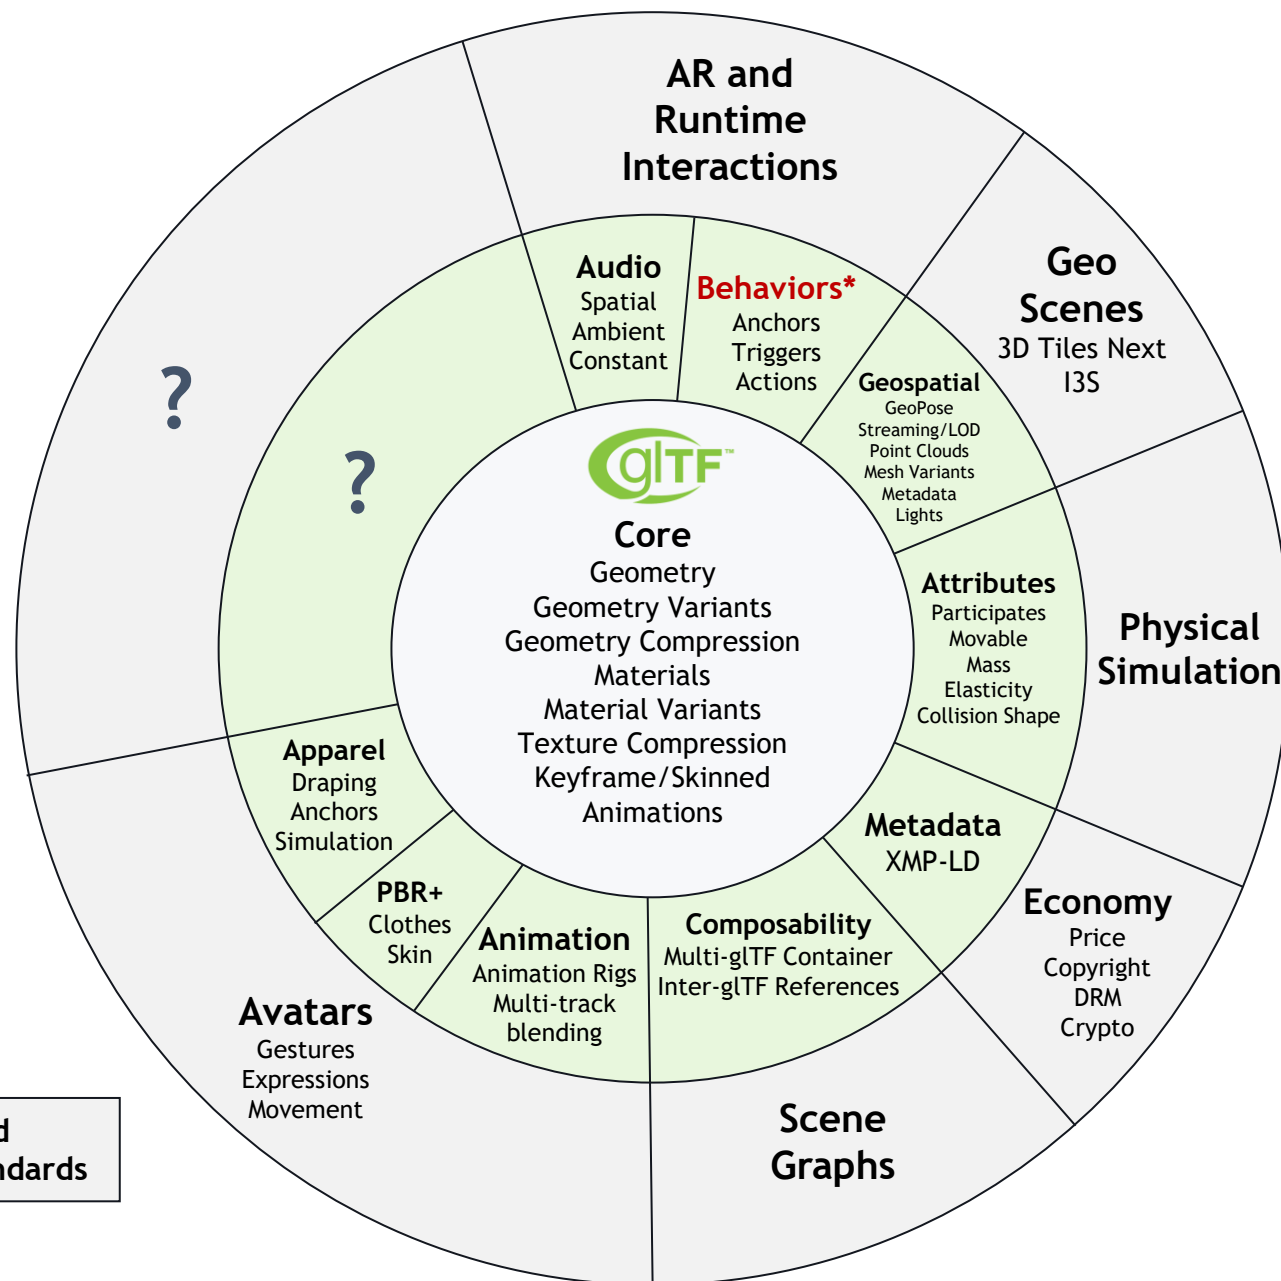 AR and
Runtime
Interactions
Geo
Scenes
3D Tiles Next
I3S
Physical
Simulation
Economy
Price
Copyright
DRM
Crypto
Scene
Graphs
Avatars
Gestures
Expressions
Movement
?
?
Audio
Spatial
Ambient
Constant
Behaviors*
Anchors
Triggers
Actions
Geospatial
GeoPose
Streaming/LOD
Point Clouds
Mesh Variants
Metadata
Lights
Attributes
Participates
Movable
Mass
Elasticity
Collision Shape
Metadata
XMP-LD
Composability
Multi-glTF Container
Inter-glTF References
Animation
Animation Rigs
Multi-track
blending
PBR+
Clothes
Skin
Apparel
Draping
Anchors
Simulation
glTF™
Core
Geometry
Geometry Variants
Geometry Compression
Materials
Material Variants
Texture Compression
Keyframe/Skinned
Animations
d
ndards